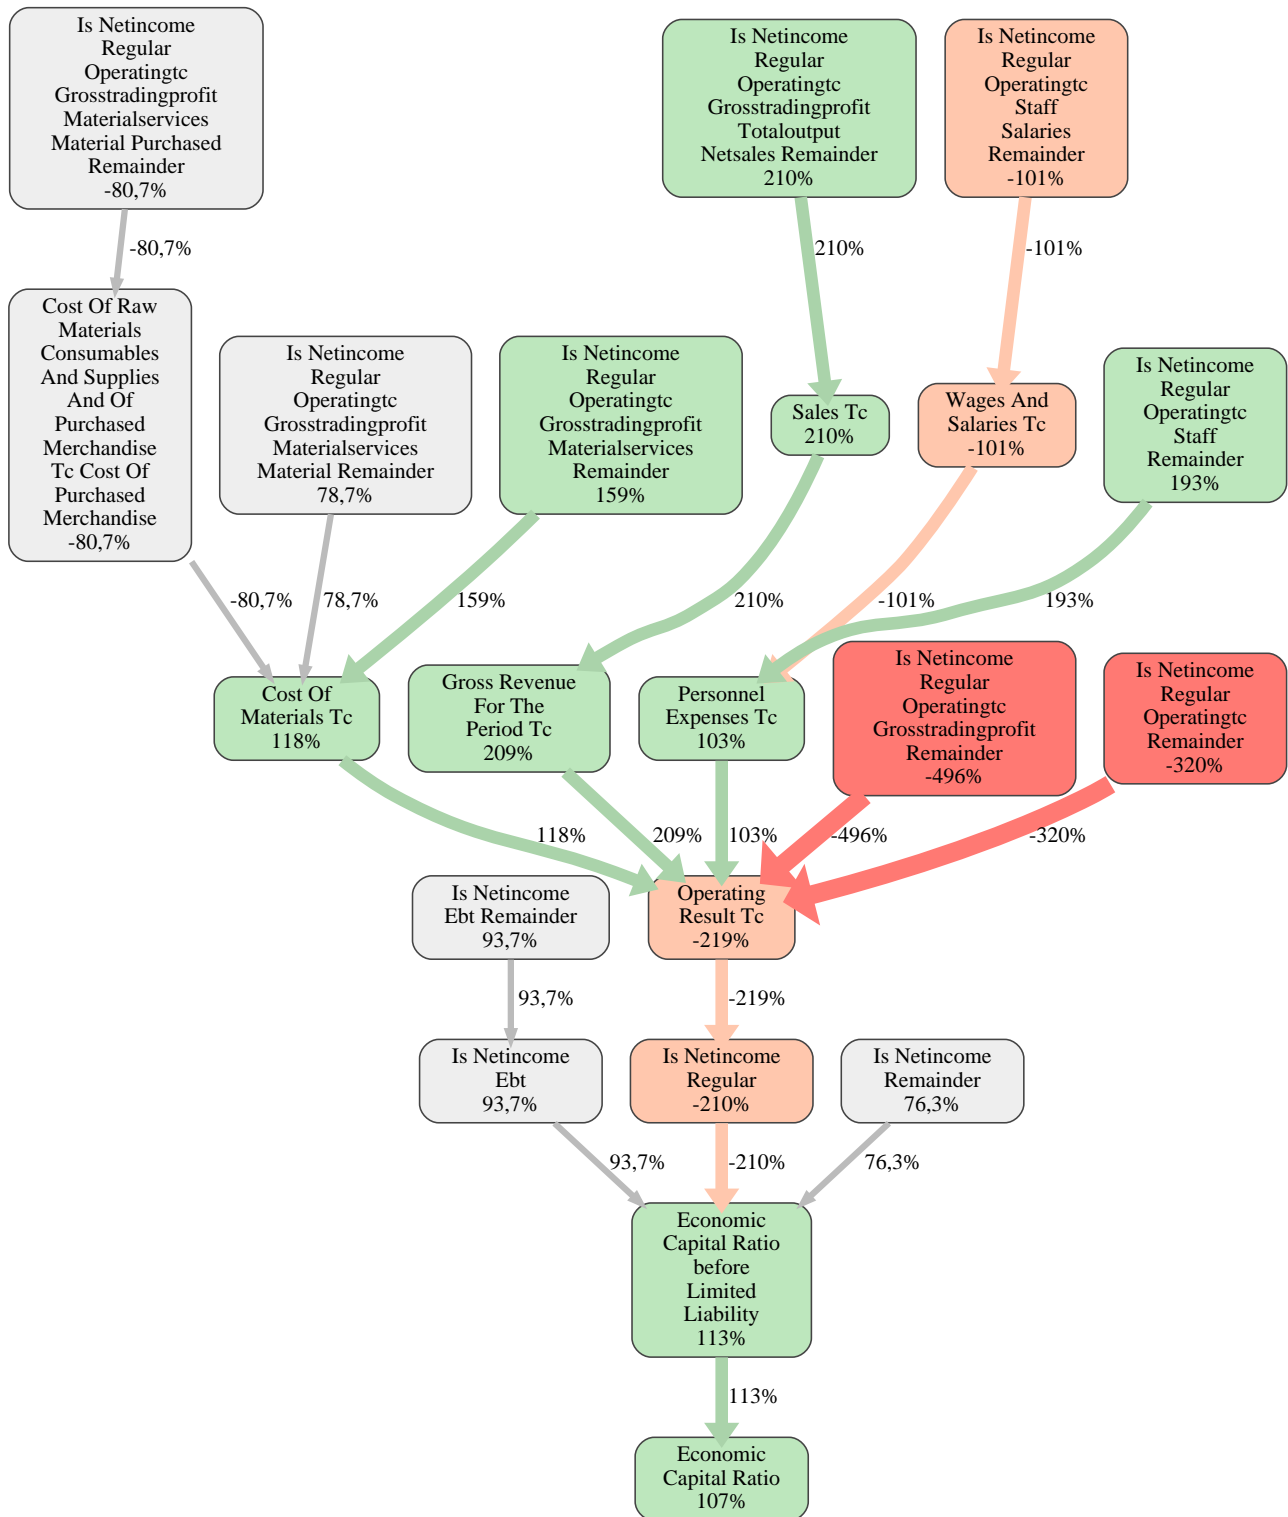 Is Netincome
Regular
Operatingtc
Grosstradingprofit
Materialservices
Material Purchased
Remainder
-80,7%
Is Netincome
Regular
Operatingtc
Grosstradingprofit
Totaloutput
Netsales Remainder
210%
Is Netincome
Regular
Operatingtc
Staff
Salaries
Remainder
-101%
-80,7%
210%
-101%
Cost Of Raw
Materials
Consumables
And Supplies
And Of
Purchased
Merchandise
Tc Cost Of
Purchased
Merchandise
-80,7%
Is Netincome
Regular
Operatingtc
Grosstradingprofit
Materialservices
Material Remainder
78,7%
Is Netincome
Regular
Operatingtc
Grosstradingprofit
Materialservices
Remainder
159%
Sales Tc
210%
Wages And
Salaries Tc
-101%
Is Netincome
Regular
Operatingtc
Staff
Remainder
193%
-80,7%
78,7%
159%
210%
-101%
193%
Cost Of
Materials Tc
118%
Gross Revenue
For The
Period Tc
209%
Personnel
Expenses Tc
103%
Is Netincome
Regular
Operatingtc
Grosstradingprofit
Remainder
-496%
Is Netincome
Regular
Operatingtc
Remainder
-320%
118%
209%
103%
-496%
-320%
Is Netincome
Ebt Remainder
93,7%
Operating
Result Tc
-219%
93,7%
-219%
Is Netincome
Ebt
93,7%
Is Netincome
Regular
-210%
Is Netincome
Remainder
76,3%
93,7%
-210%
76,3%
Economic
Capital Ratio
before
Limited
Liability
113%
113%
Economic
Capital Ratio
107%